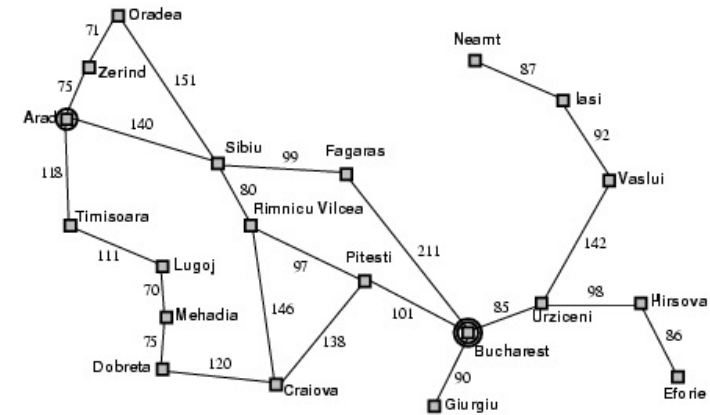 Oradea
71
Neamt
Zerind
87
75
151
Iasi
Arad
140
92
Sibiu
99
Fagaras
118
80
Vaslui
Timisoara
Rimnicu Vilcea
111
Lugoj
97
Pitesti
211
142
70
146
98
Hirsova
Mehadia
101
85
Urziceni
75
138
86
120
Bucharest
Dobreta
90
Craiova
Eforie
Giurgiu